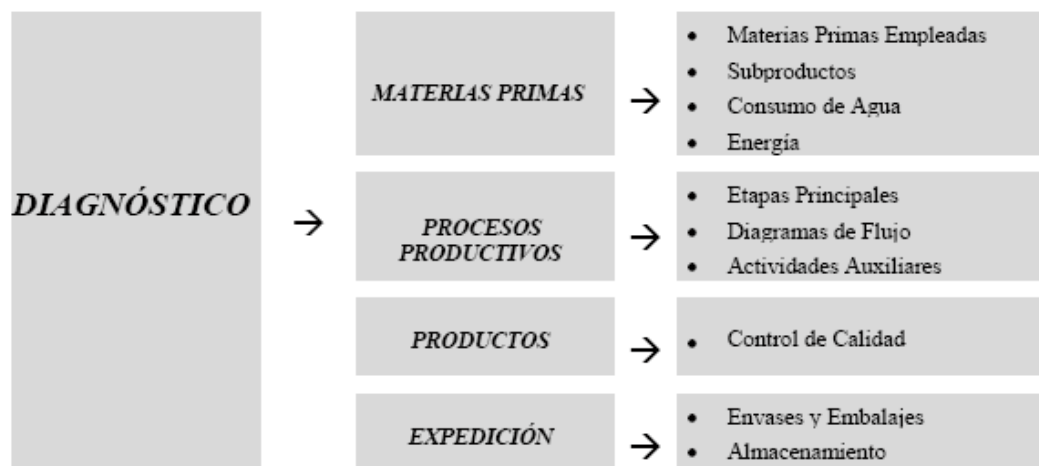 DIAGNÓSTICO
→
MATERIAS PRIMAS
→
• Materias Primas Empleadas
• Subproductos
• Consumo de Agua
• Energía
PROCESOS
PRODUCTIVOS
→
• Etapas Principales
• Diagramas de Flujo
• Actividades Auxiliares
PRODUCTOS
→
• Control de Calidad
EXPEDICIÓN
→
• Envases y Embalajes
• Almacenamiento